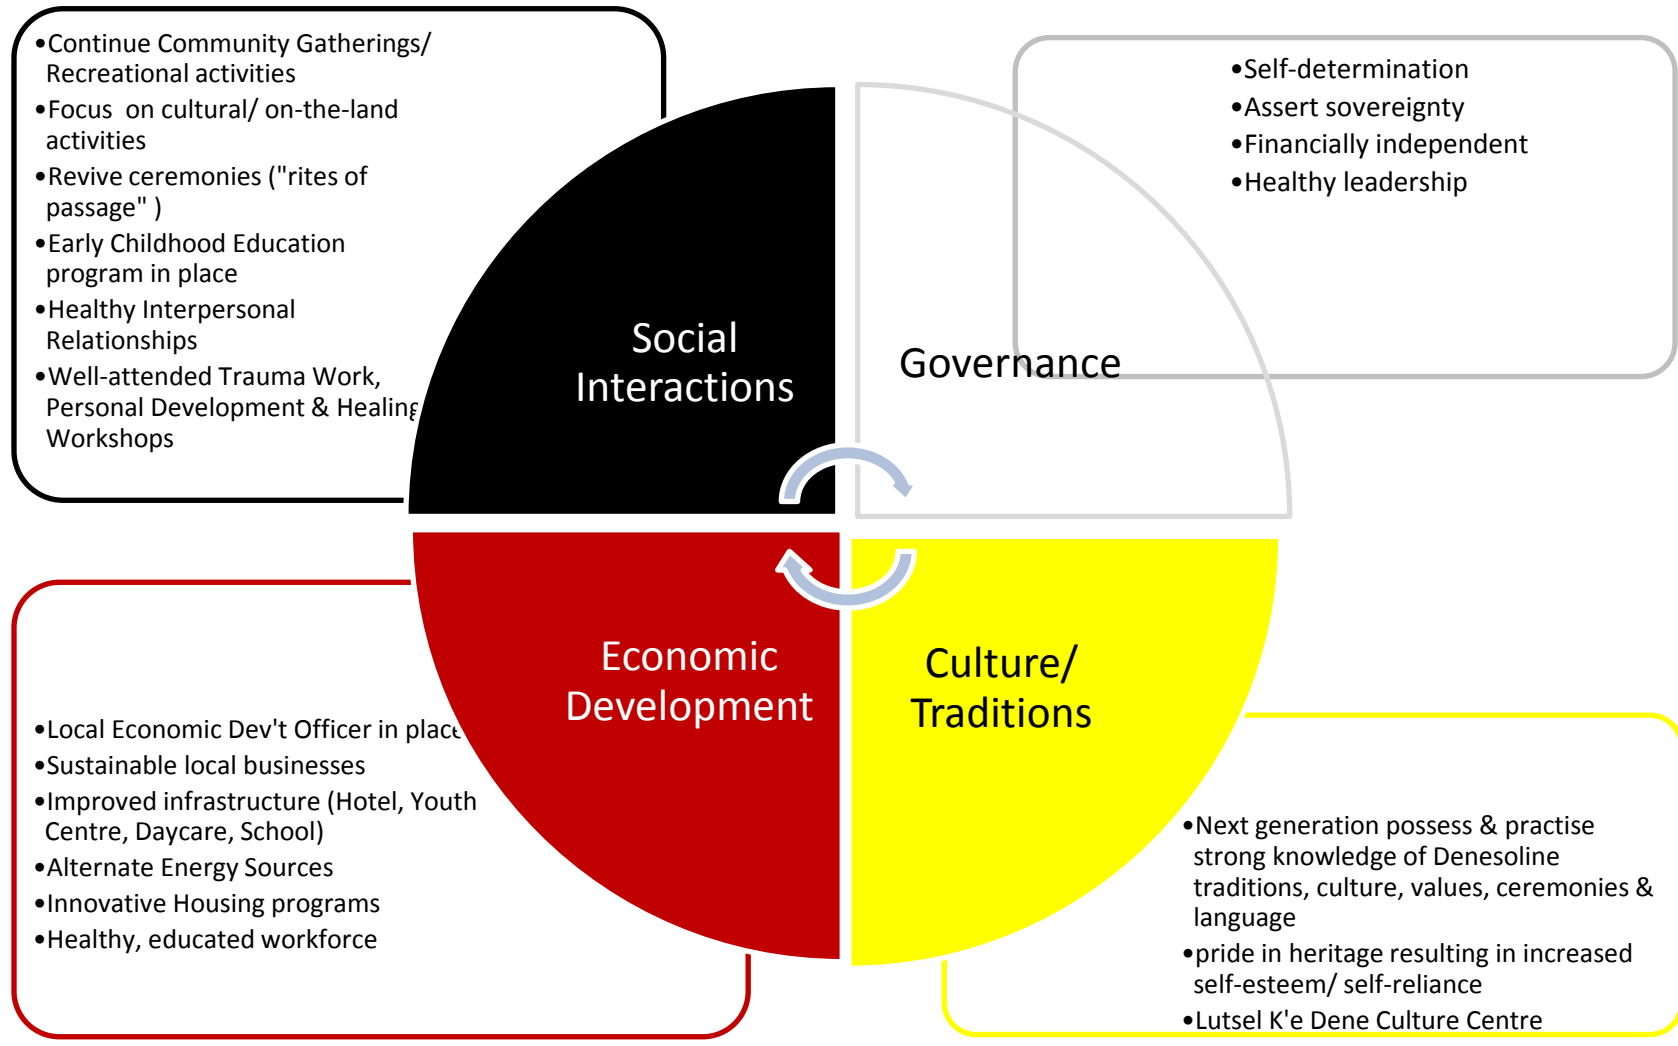 •Continue Community Gatherings/
Recreational activities
•Focus on cultural/ on-the-land
activities
•Revive ceremonies ("rites of
passage" )
•Early Childhood Education
program in place
•Healthy Interpersonal
Relationships
•Well-attended Trauma Work,
Personal Development & Healing
Workshops
•Self-determination
•Assert sovereignty
•Financially independent
•Healthy leadership
Social
Interactions
Governance
Economic
Development
Culture/
Traditions
•Local Economic Dev't Officer in place
•Sustainable local businesses
•Improved infrastructure (Hotel, Youth
Centre, Daycare, School)
•Alternate Energy Sources
•Innovative Housing programs
•Healthy, educated workforce
•Next generation possess & practise
strong knowledge of Denesoline
traditions, culture, values, ceremonies &
language
•pride in heritage resulting in increased
self-esteem/ self-reliance
•Lutsel K'e Dene Culture Centre